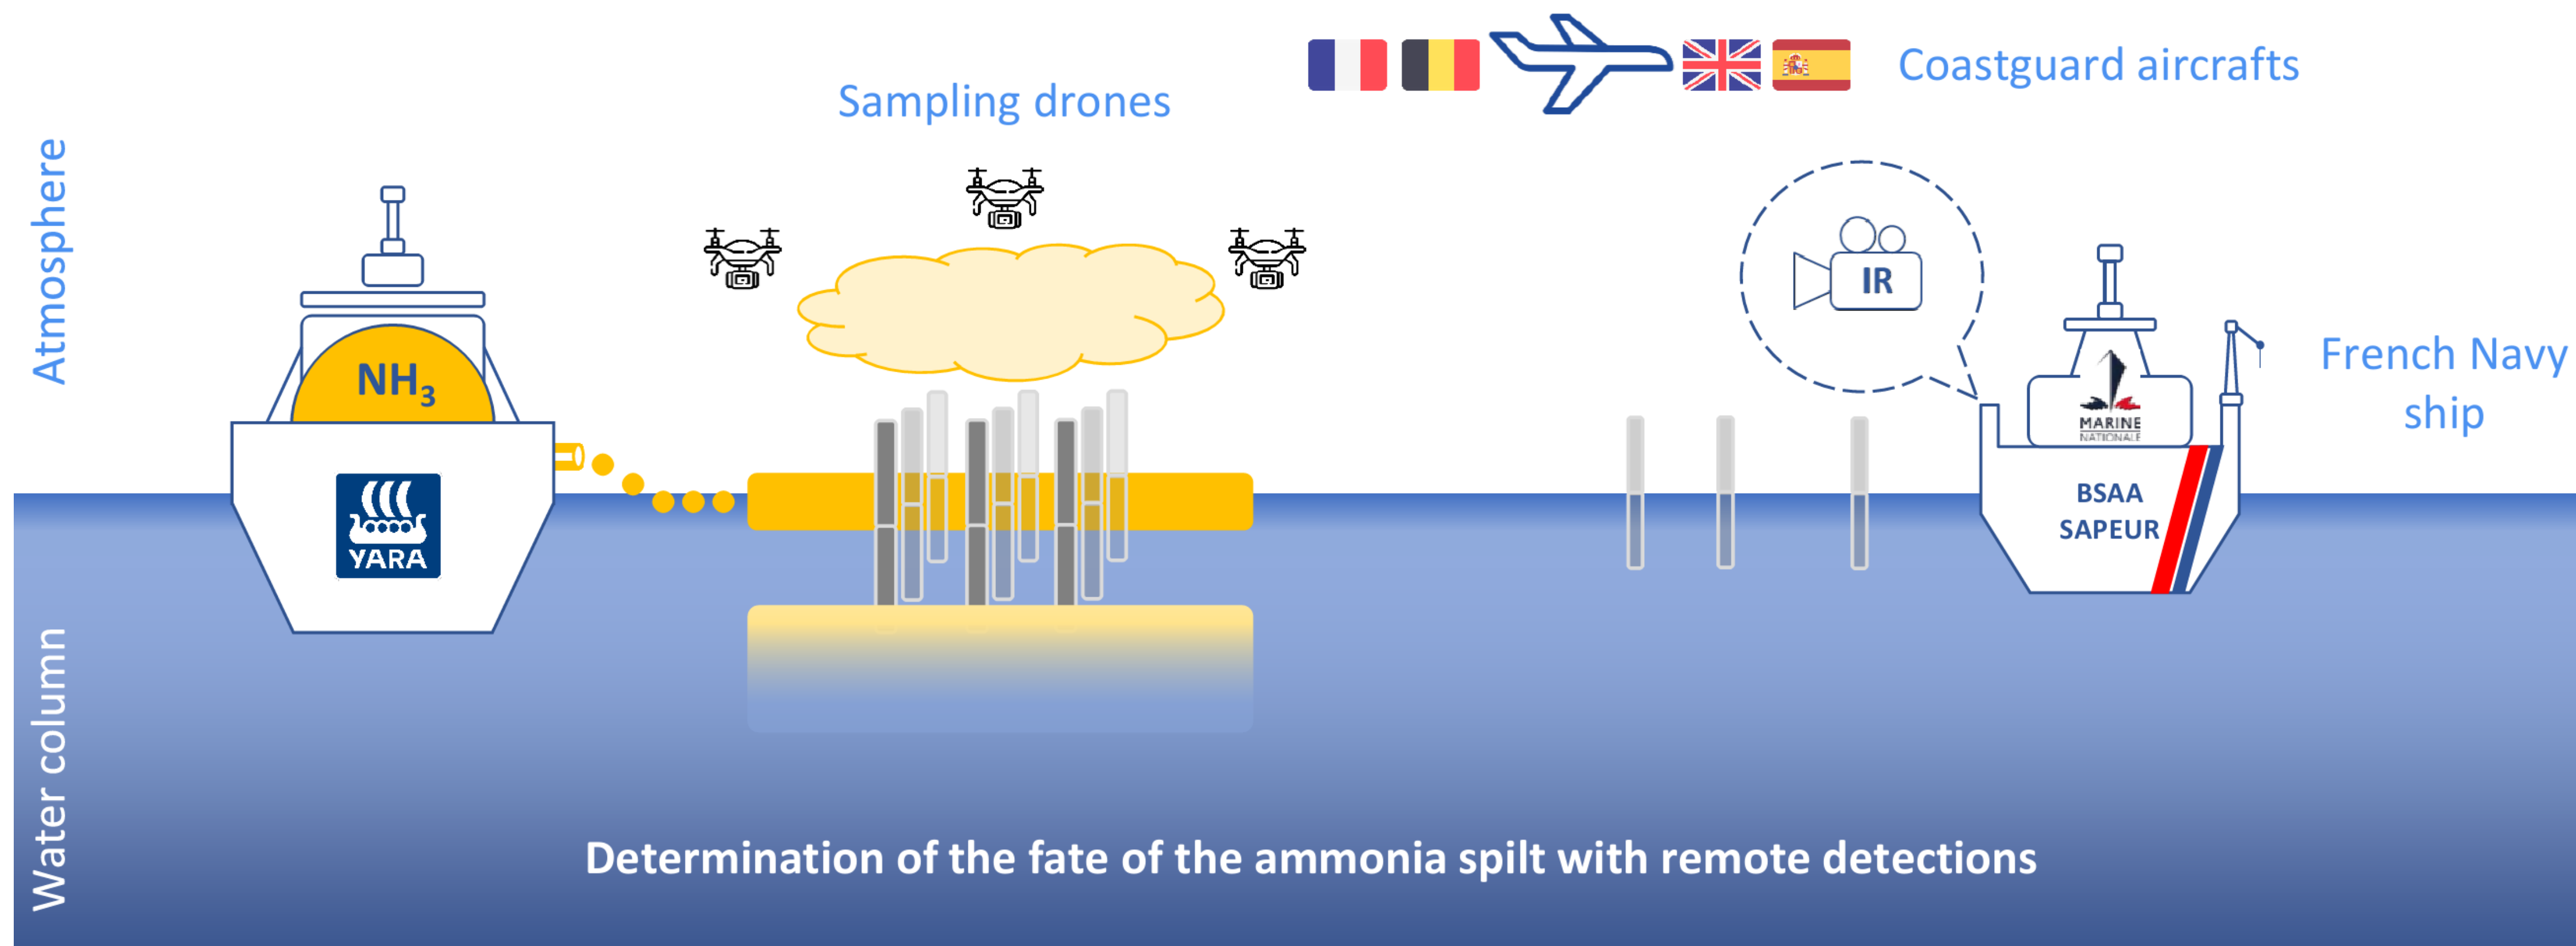 Coastguard aircrafts
Sampling drones
Atmosphere
IR
NH₃
French Navy
ship
MARINE
NATIONALE
BSAA
SAPEUR
YARA
Water column
Determination of the fate of the ammonia spilt with remote detections